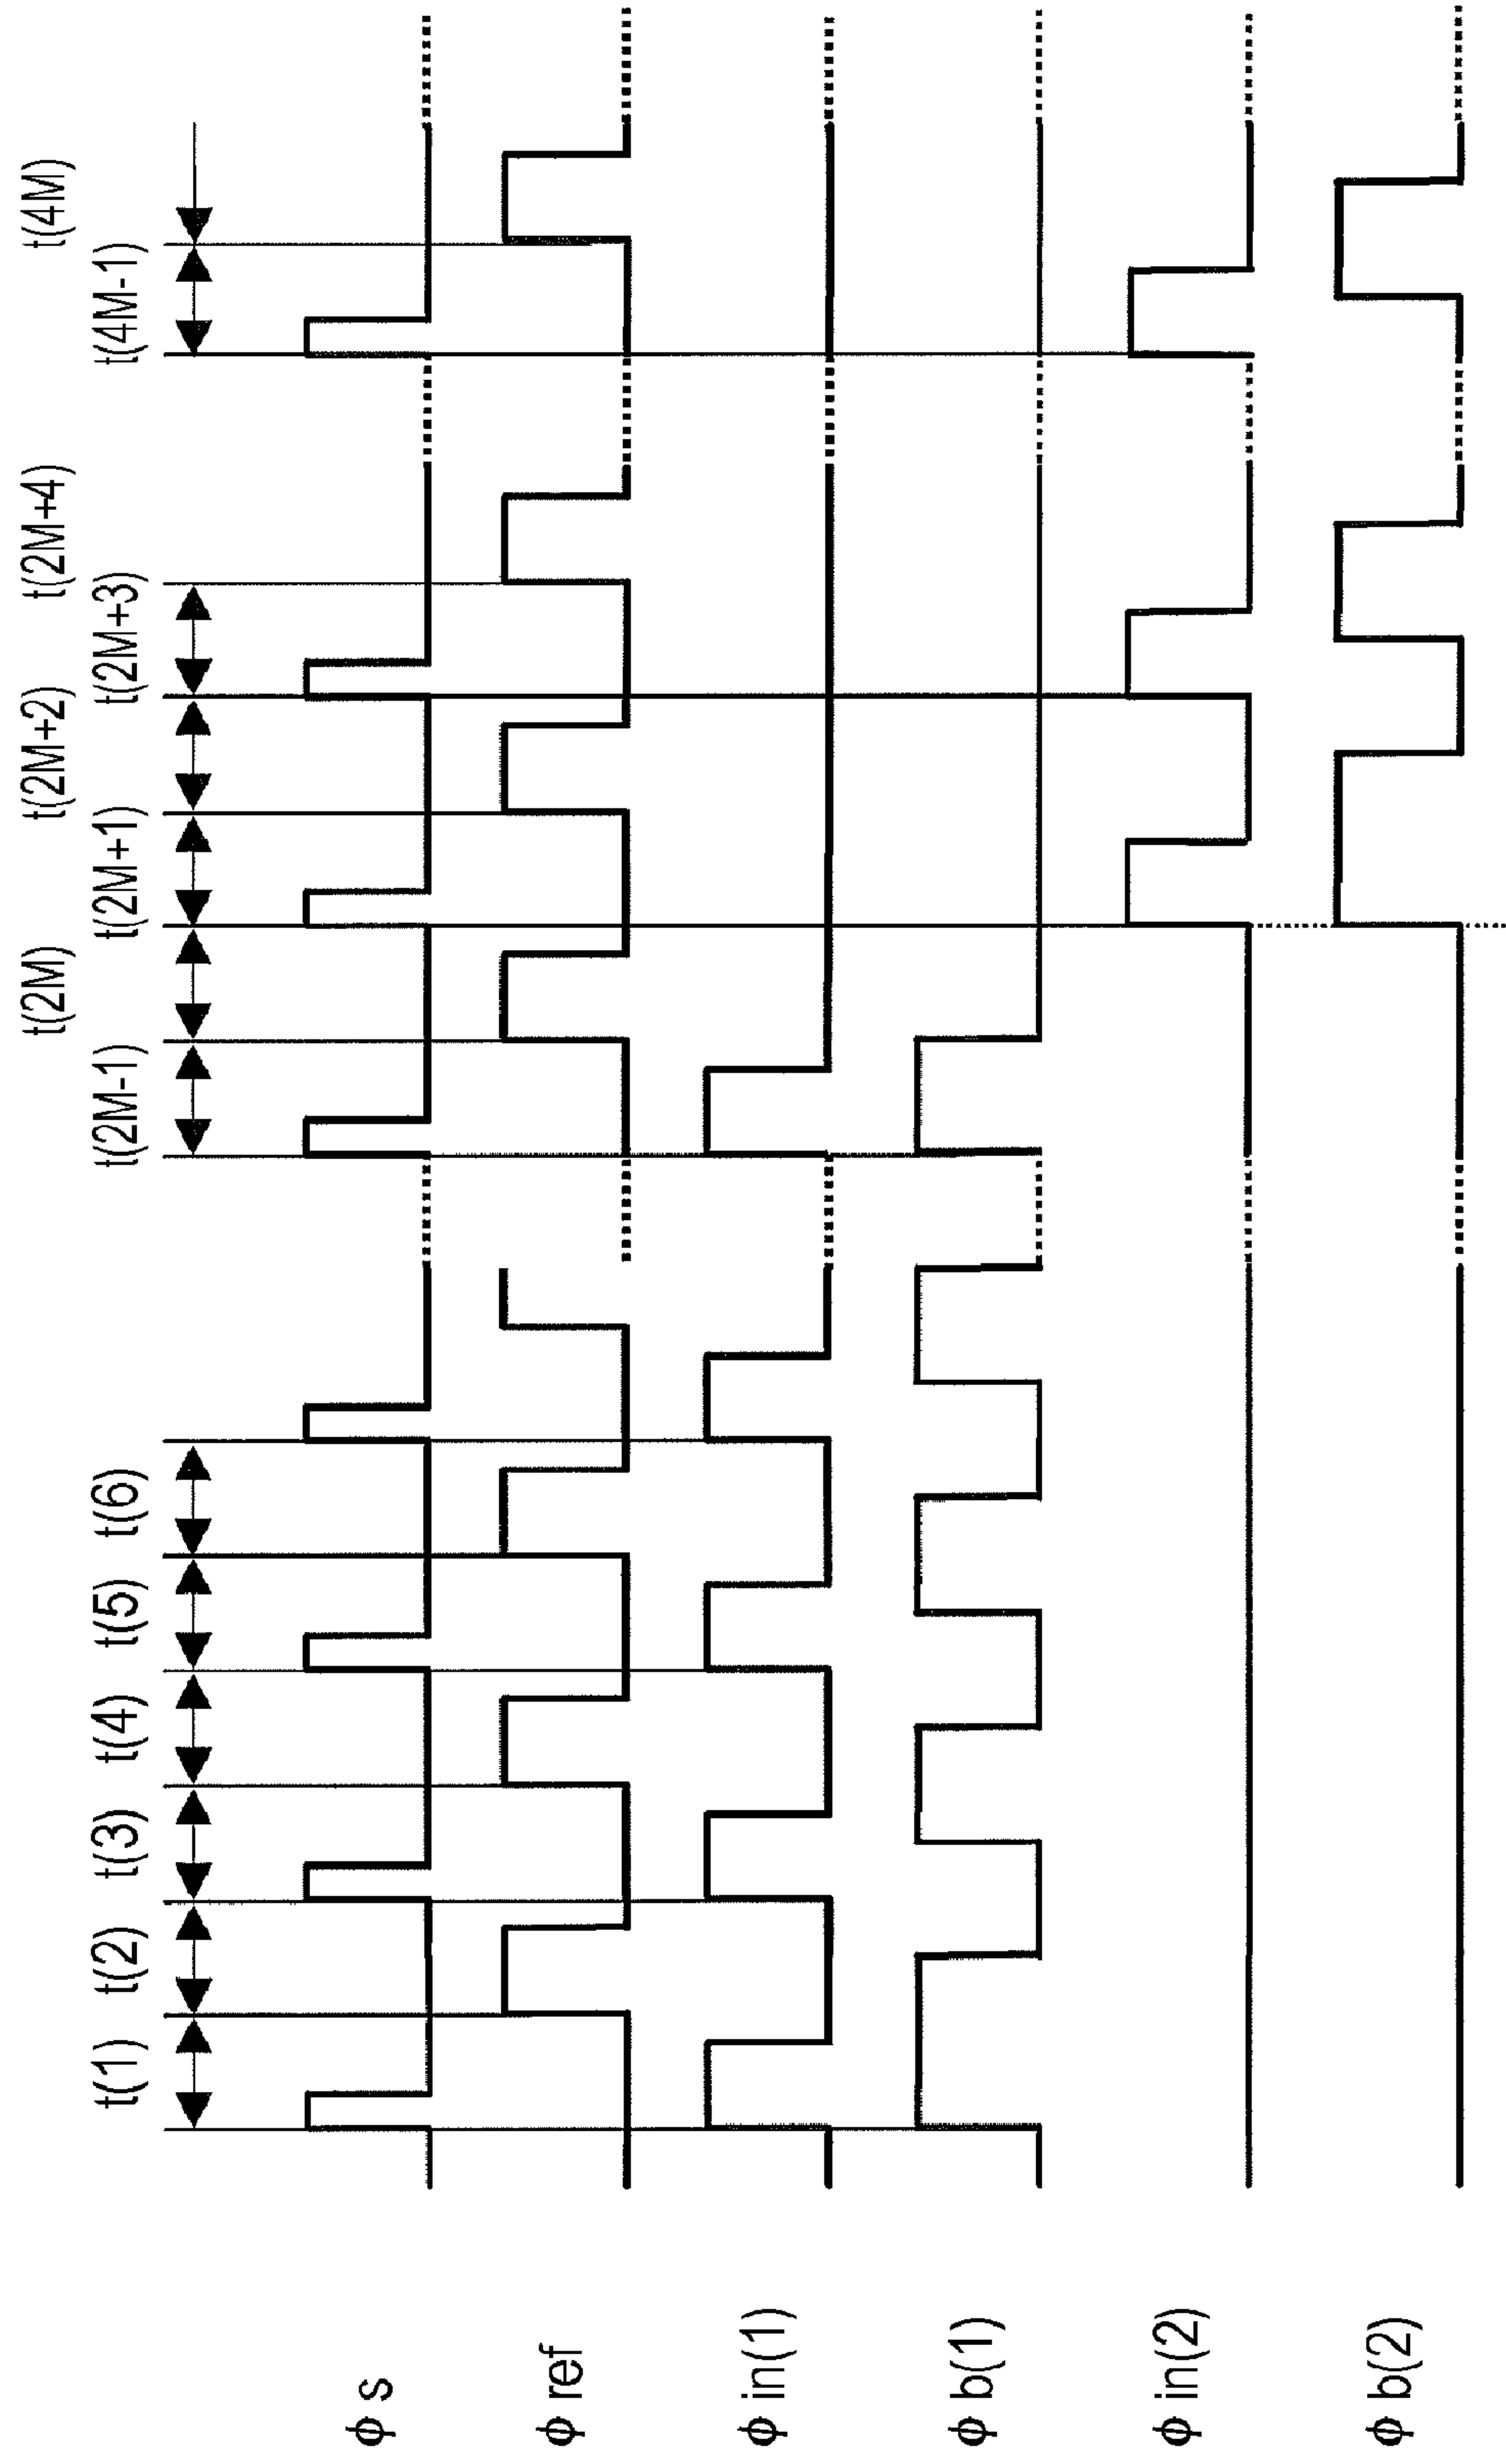 t(1) t(2) t(3) t(4) t(5) t(6) t(2M-1) t(2M) t(2M+1) t(2M+2) t(2M+3) t(2M+4) t(4M-1) t(4M)
ϕ s
ϕ ref
ϕ in(1)
ϕ b(1)
ϕ in(2)
ϕ b(2)